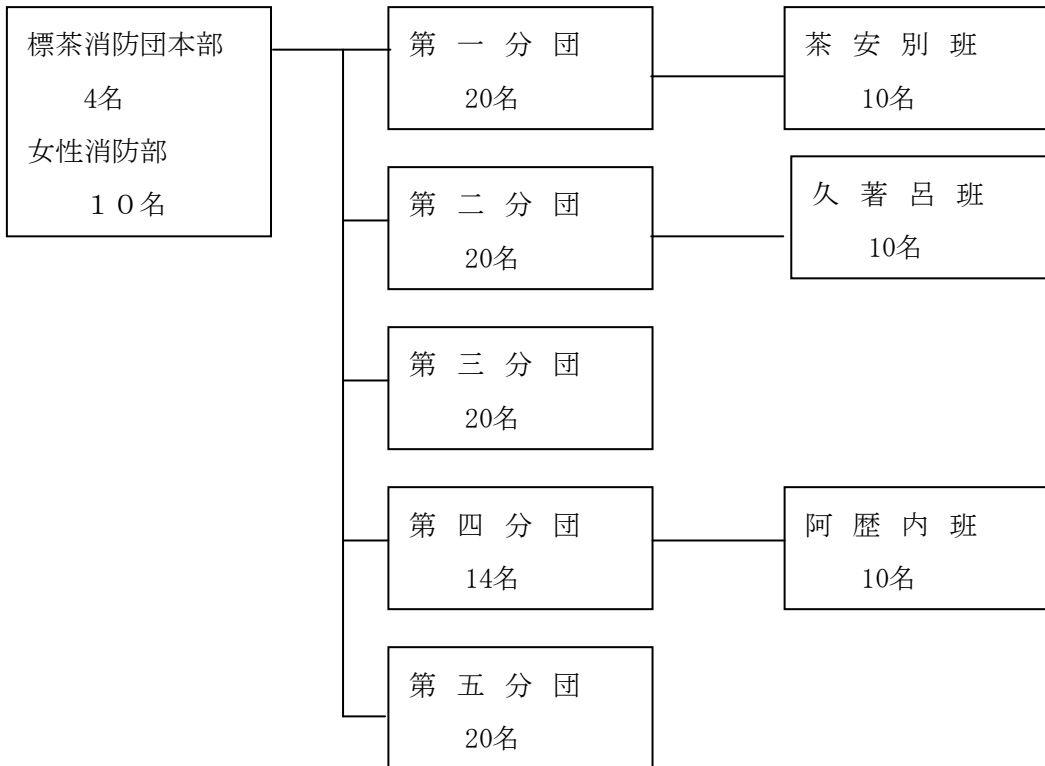 標茶消防団本部
4名
女性消防部
１０名
第 一 分 団
20名
茶 安 別 班
10名
第 二 分 団
20名
久 著 呂 班
10名
第 三 分 団
20名
第 四 分 団
14名
阿 歴 内 班
10名
第 五 分 団
20名